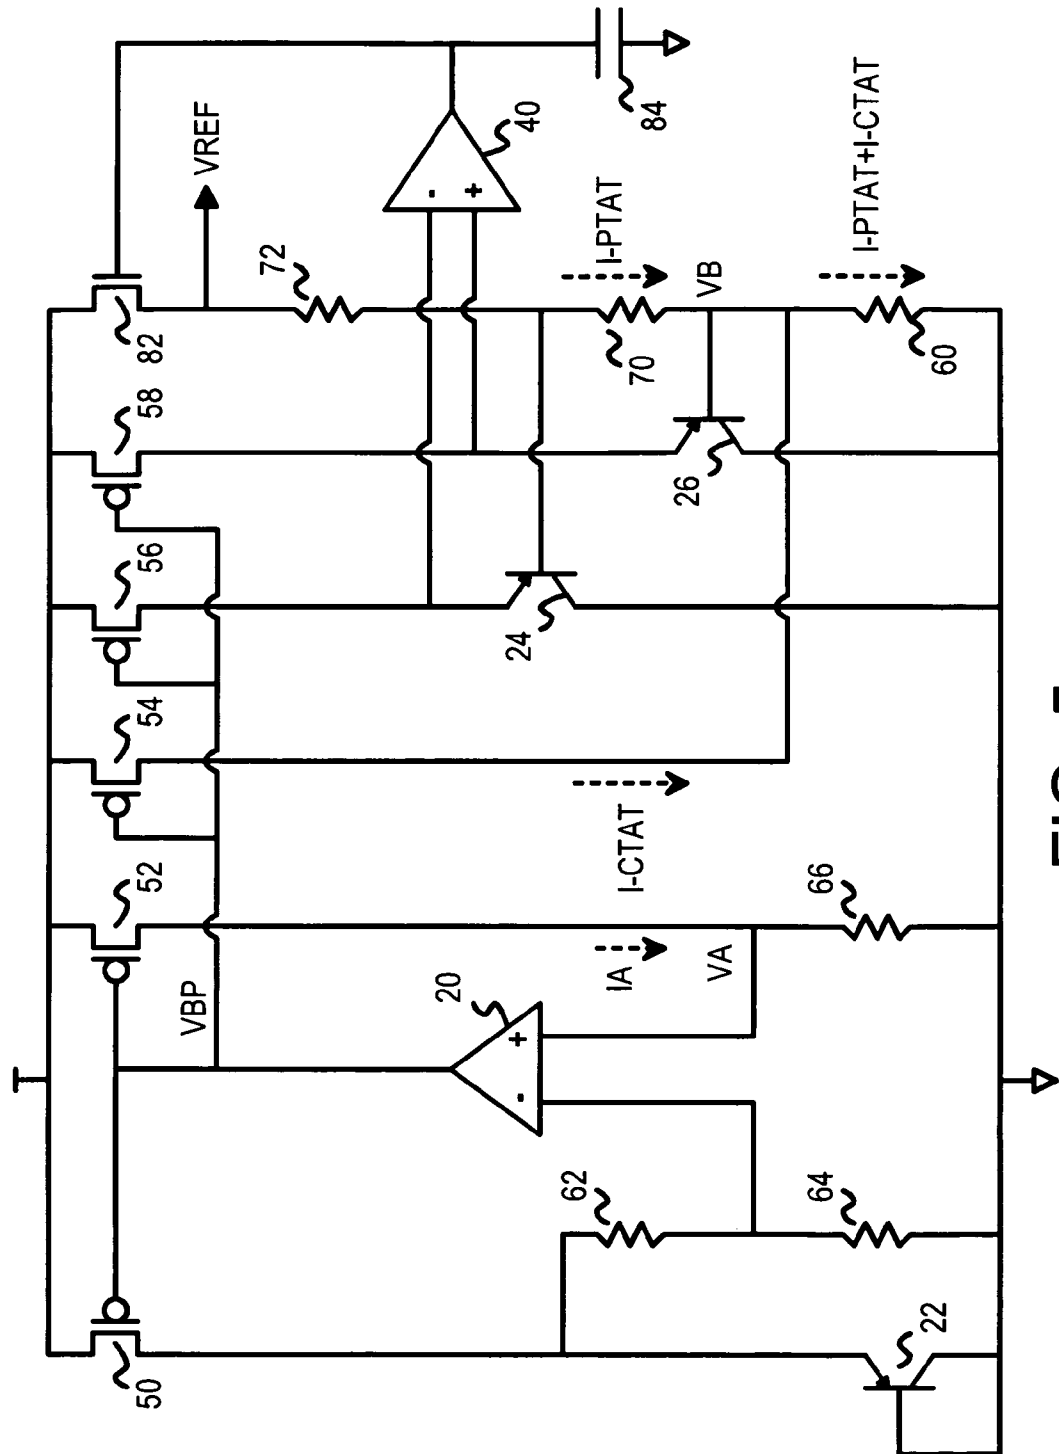 50
52
54
56
58
82
VBP
VREF
72
20
40
24
62
IA
I-CTAT
I-PTAT
70
84
26
VA
VB
64
66
I-PTAT+I-CTAT
22
60
-
+
-
+
FIG.